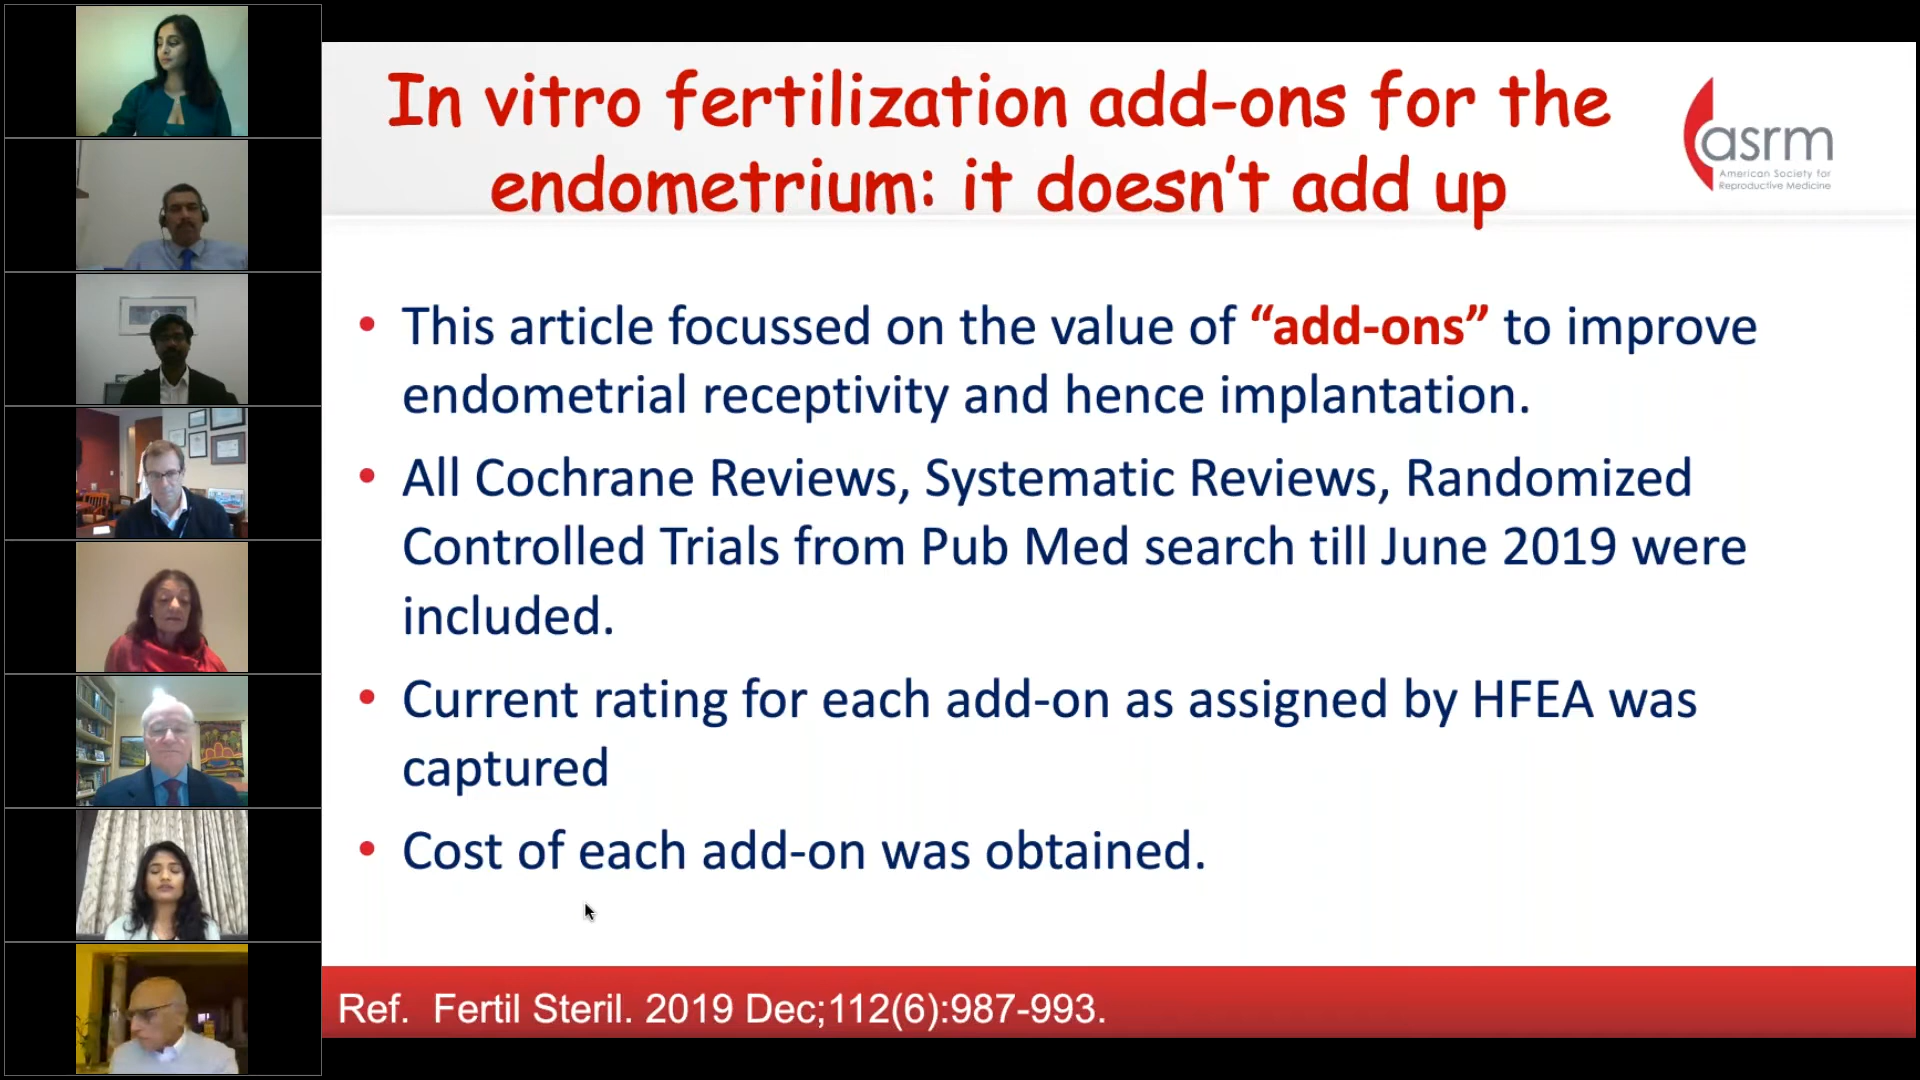 In vitro fertilization add-ons for the
endometrium: it doesn't add up
asrm
American Society for
Reproductive Medicine
• This article focussed on the value of “add-ons” to improve
endometrial receptivity and hence implantation.
• All Cochrane Reviews, Systematic Reviews, Randomized
Controlled Trials from Pub Med search till June 2019 were
included.
• Current rating for each add-on as assigned by HFEA was
captured
• Cost of each add-on was obtained.
Ref.  Fertil Steril. 2019 Dec;112(6):987-993.